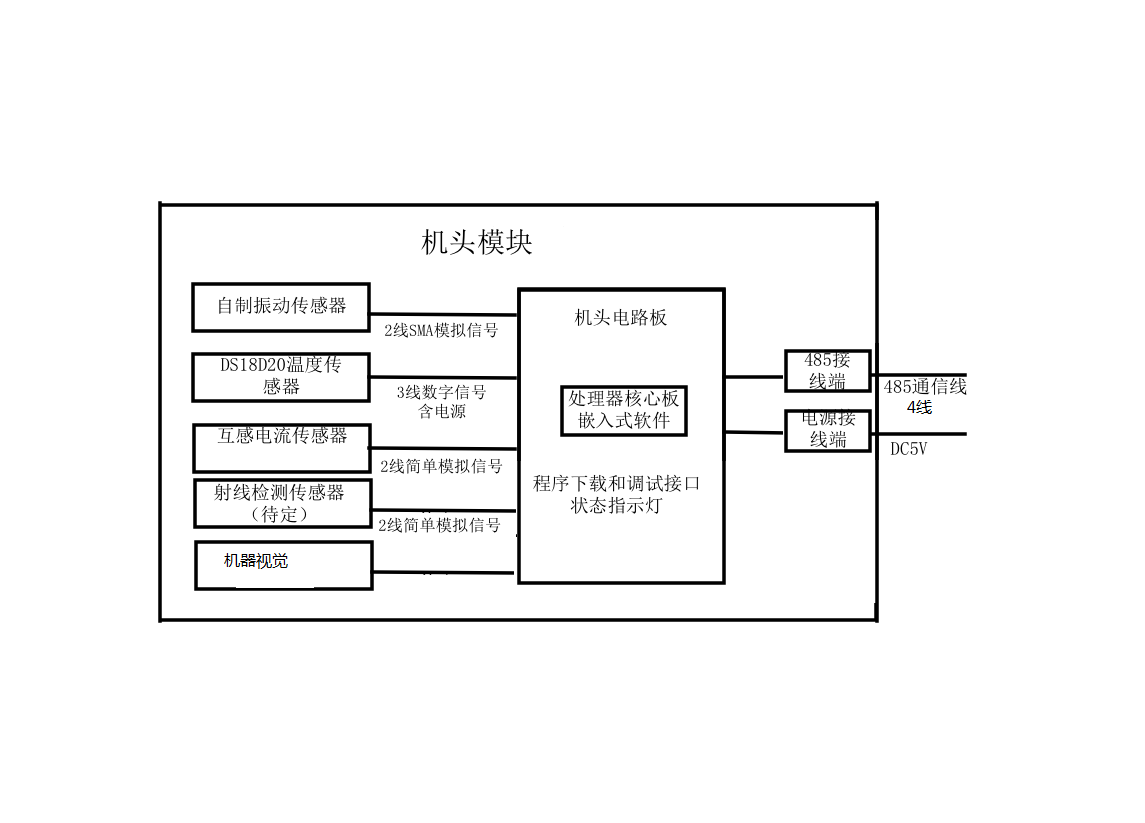 机头模块
自制振动传感器
2线SMA模拟信号
DS18D20温度传
感器
3线数字信号
含电源
互感电流传感器
2线简单模拟信号
射线检测传感器
（待定）
2线简单模拟信号
机器视觉
机头电路板
处理器核心板
嵌入式软件
程序下载和调试接口
状态指示灯
485接
线端
485通信线
4线
电源接
线端
DC5V